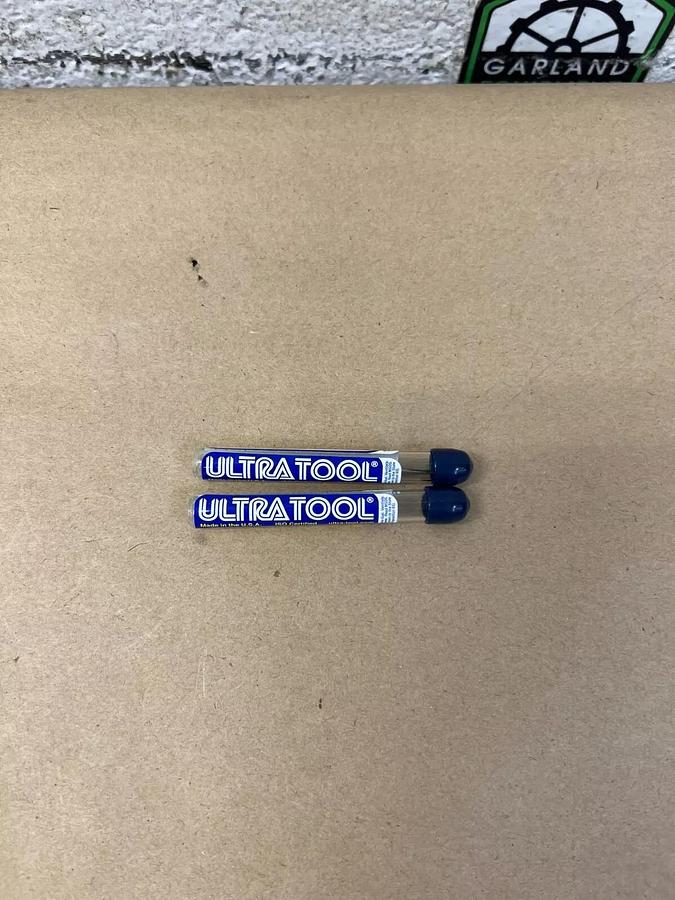 GARLAND
ULTRATOOL®
ULTRATOOL®
Made in the U.S.A. ISO Certified